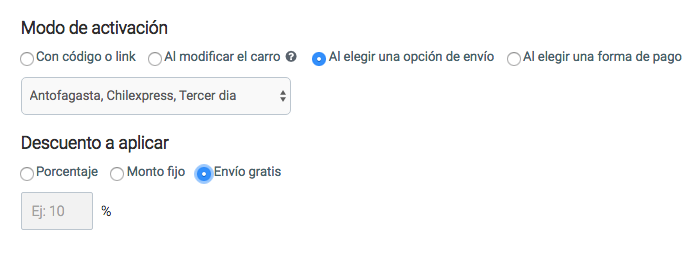 Modo de activación
Con código o link Al modificar el carro ? Al elegir una opción de envío Al elegir una forma de pago
Antofagasta, Chilexpress, Tercer dia
Descuento a aplicar
Porcentaje Monto fijo Envío gratis
Ej: 10 %